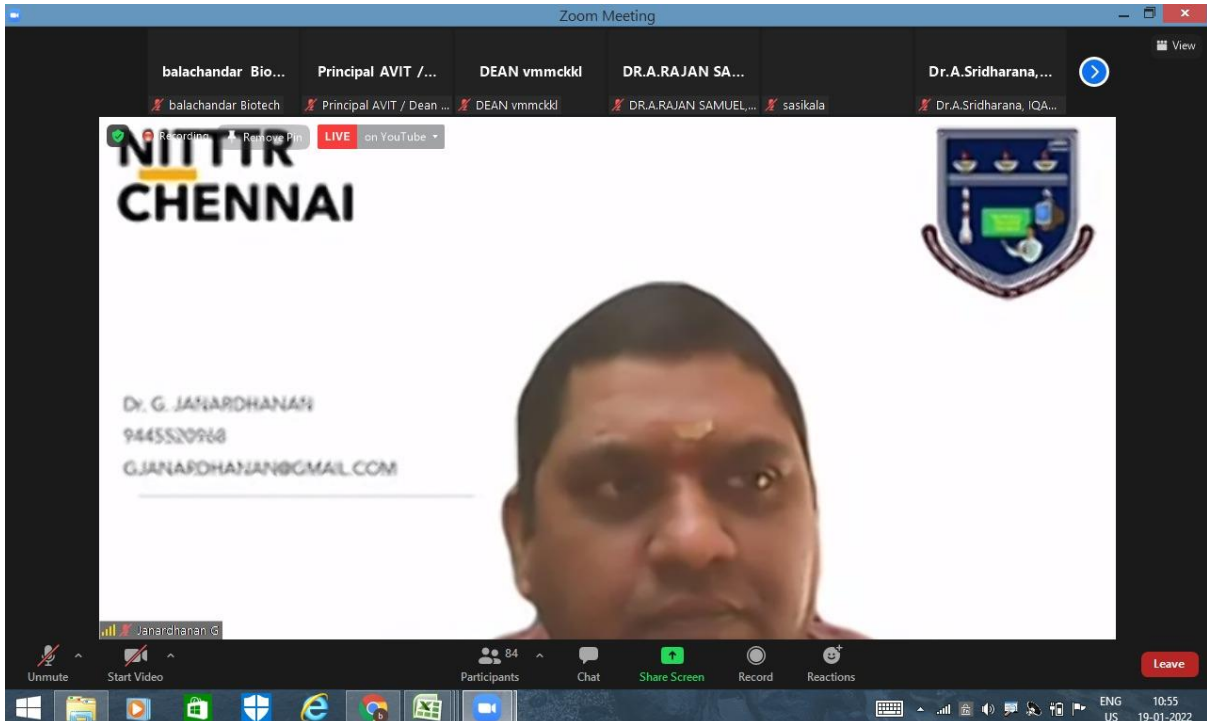 Zoom Meeting
View
balachandar Bio...
Principal AVIT /...
DEAN vmmckkl
DR.A.RAJAN SA...
Dr.A.Sridharana,...
balachandar Biotech
Principal AVIT / Dean ...
DEAN vmmckkl
DR.A.RAJAN SAMUEL,...
sasikala
Dr.A.Sridharana, IQA...
Recording
Remove Pin
LIVE on YouTube
NITTTR
CHENNAI
Dr. G. JANARDHANAN
9445520968
GJANARDHANAN@GMAIL.COM
Janardhanan G
Unmute
Start Video
84
Participants
Chat
Share Screen
Record
Reactions
Leave
ENG
US
10:55
19-01-2022